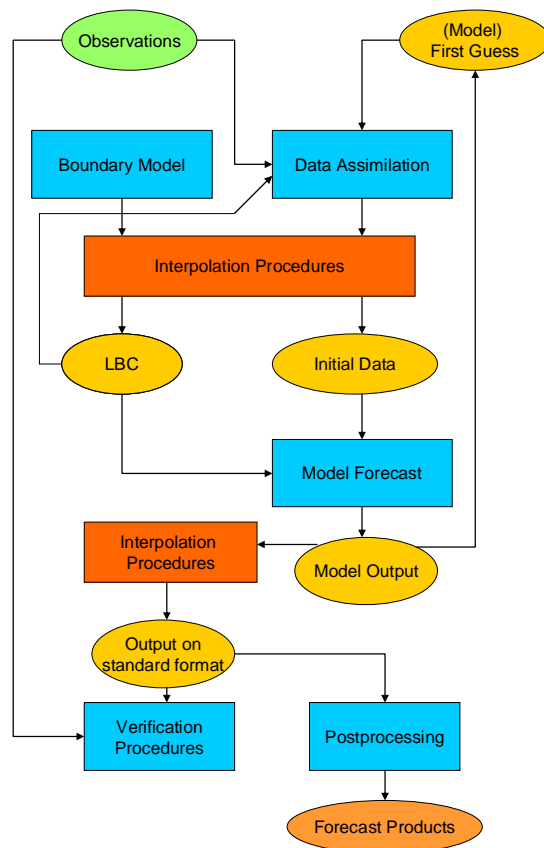 Observations
(Model)
First Guess
Boundary Model
Data Assimilation
Interpolation Procedures
LBC
Initial Data
Model Forecast
Interpolation
Procedures
Model Output
Output on
standard format
Verification
Procedures
Postprocessing
Forecast Products